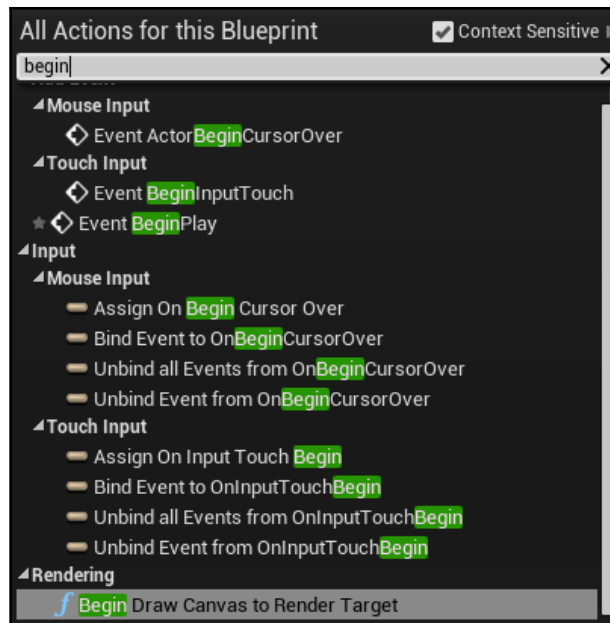 All Actions for this Blueprint Context Sensitive
begin
Mouse Input
Event ActorBeginCursorOver
Touch Input
Event BeginInputTouch
Event BeginPlay
Input
Mouse Input
Assign On Begin Cursor Over
Bind Event to OnBeginCursorOver
Unbind all Events from OnBeginCursorOver
Unbind Event from OnBeginCursorOver
Touch Input
Assign On Input Touch Begin
Bind Event to OnInputTouchBegin
Unbind all Events from OnInputTouchBegin
Unbind Event from OnInputTouchBegin
Rendering
f Begin Draw Canvas to Render Target